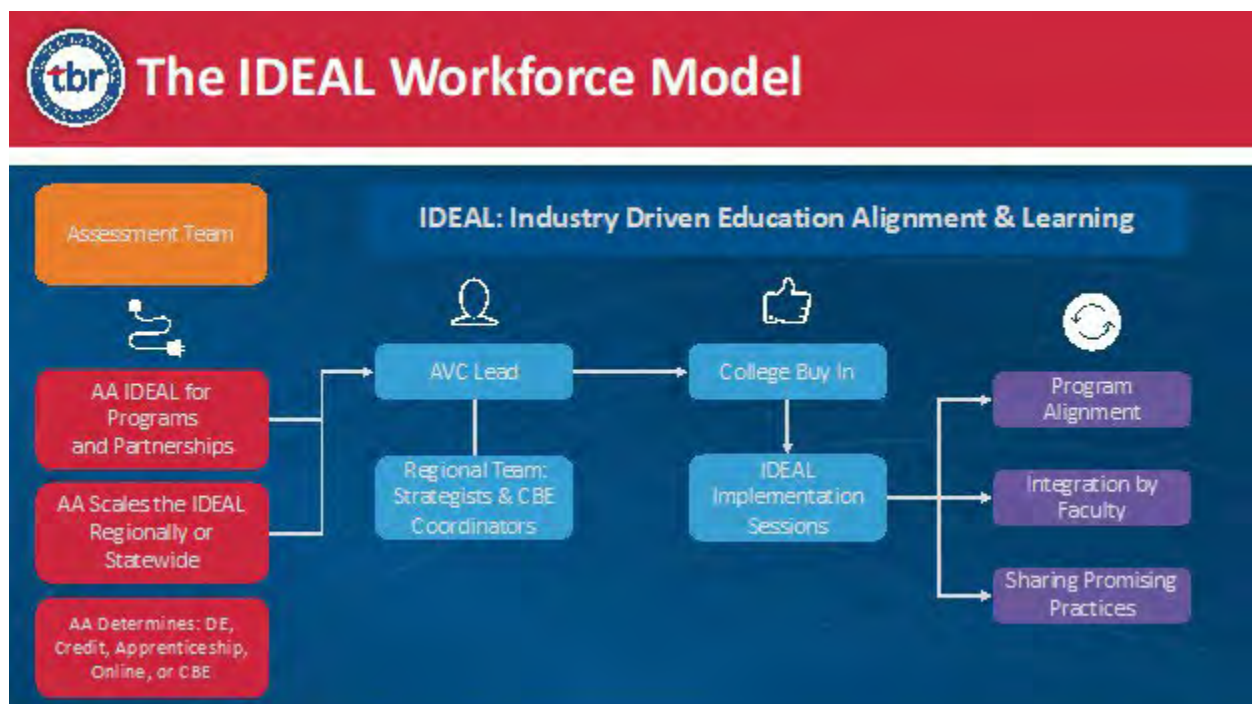 tbr
The IDEAL Workforce Model
Assessment Team
IDEAL: Industry Driven Education Alignment & Learning
AA IDEAL for
Programs
and Partnerships
AA Scales the IDEAL
Regionally or
Statewide
AA Determines: DE,
Credit, Apprenticeship,
Online, or CBE
AVC Lead
Regional Team:
Strategists & CBE
Coordinators
College Buy In
IDEAL
Implementation
Sessions
Program
Alignment
Integration by
Faculty
Sharing Promising
Practices